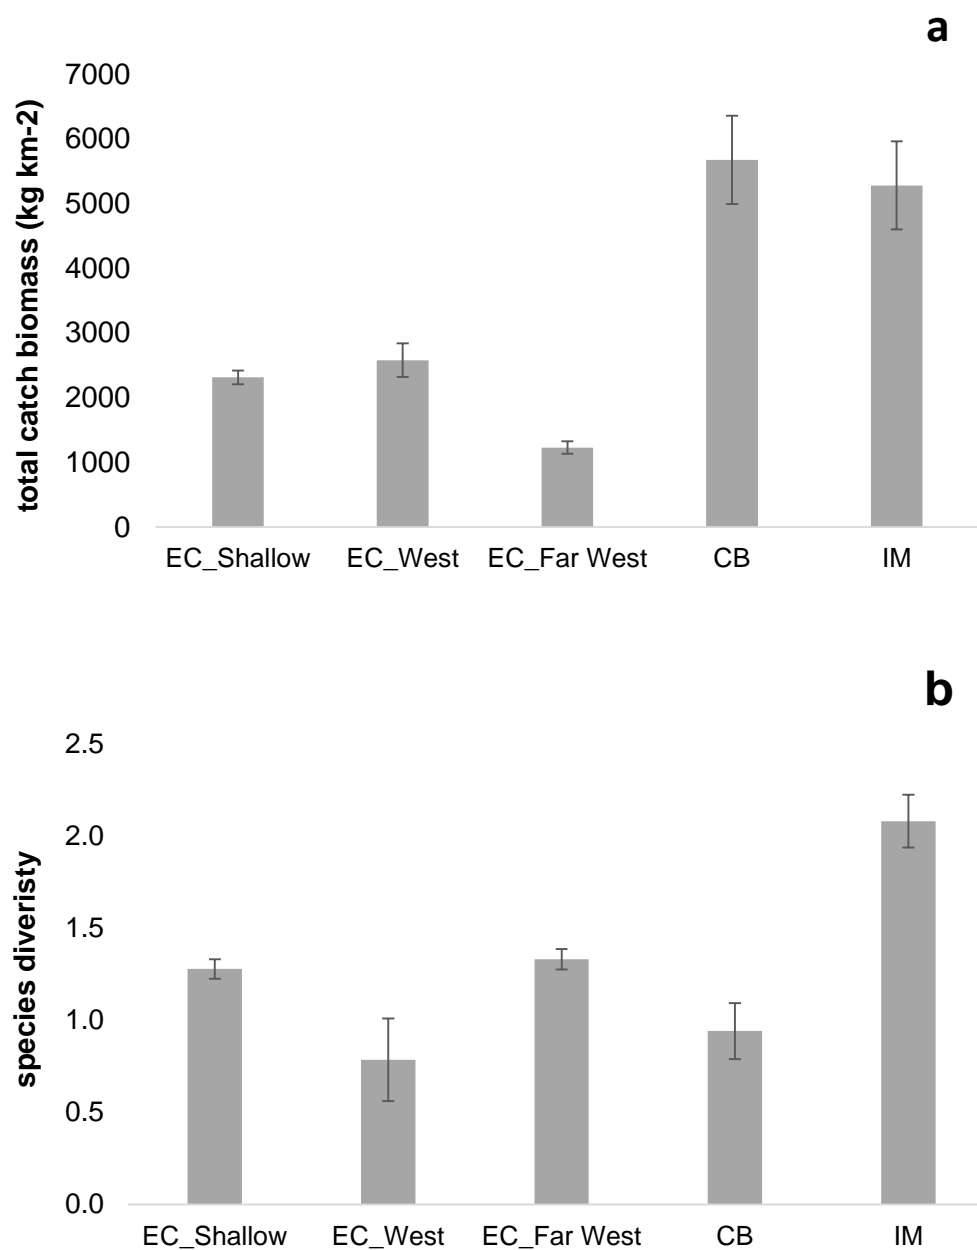 a
total catch biomass (kg km-2)
7000
6000
5000
4000
3000
2000
1000
0
EC_Shallow EC_West EC_Far West CB IM
b
species diveristy
2.5
2.0
1.5
1.0
0.5
0.0
EC_Shallow EC_West EC_Far West CB IM